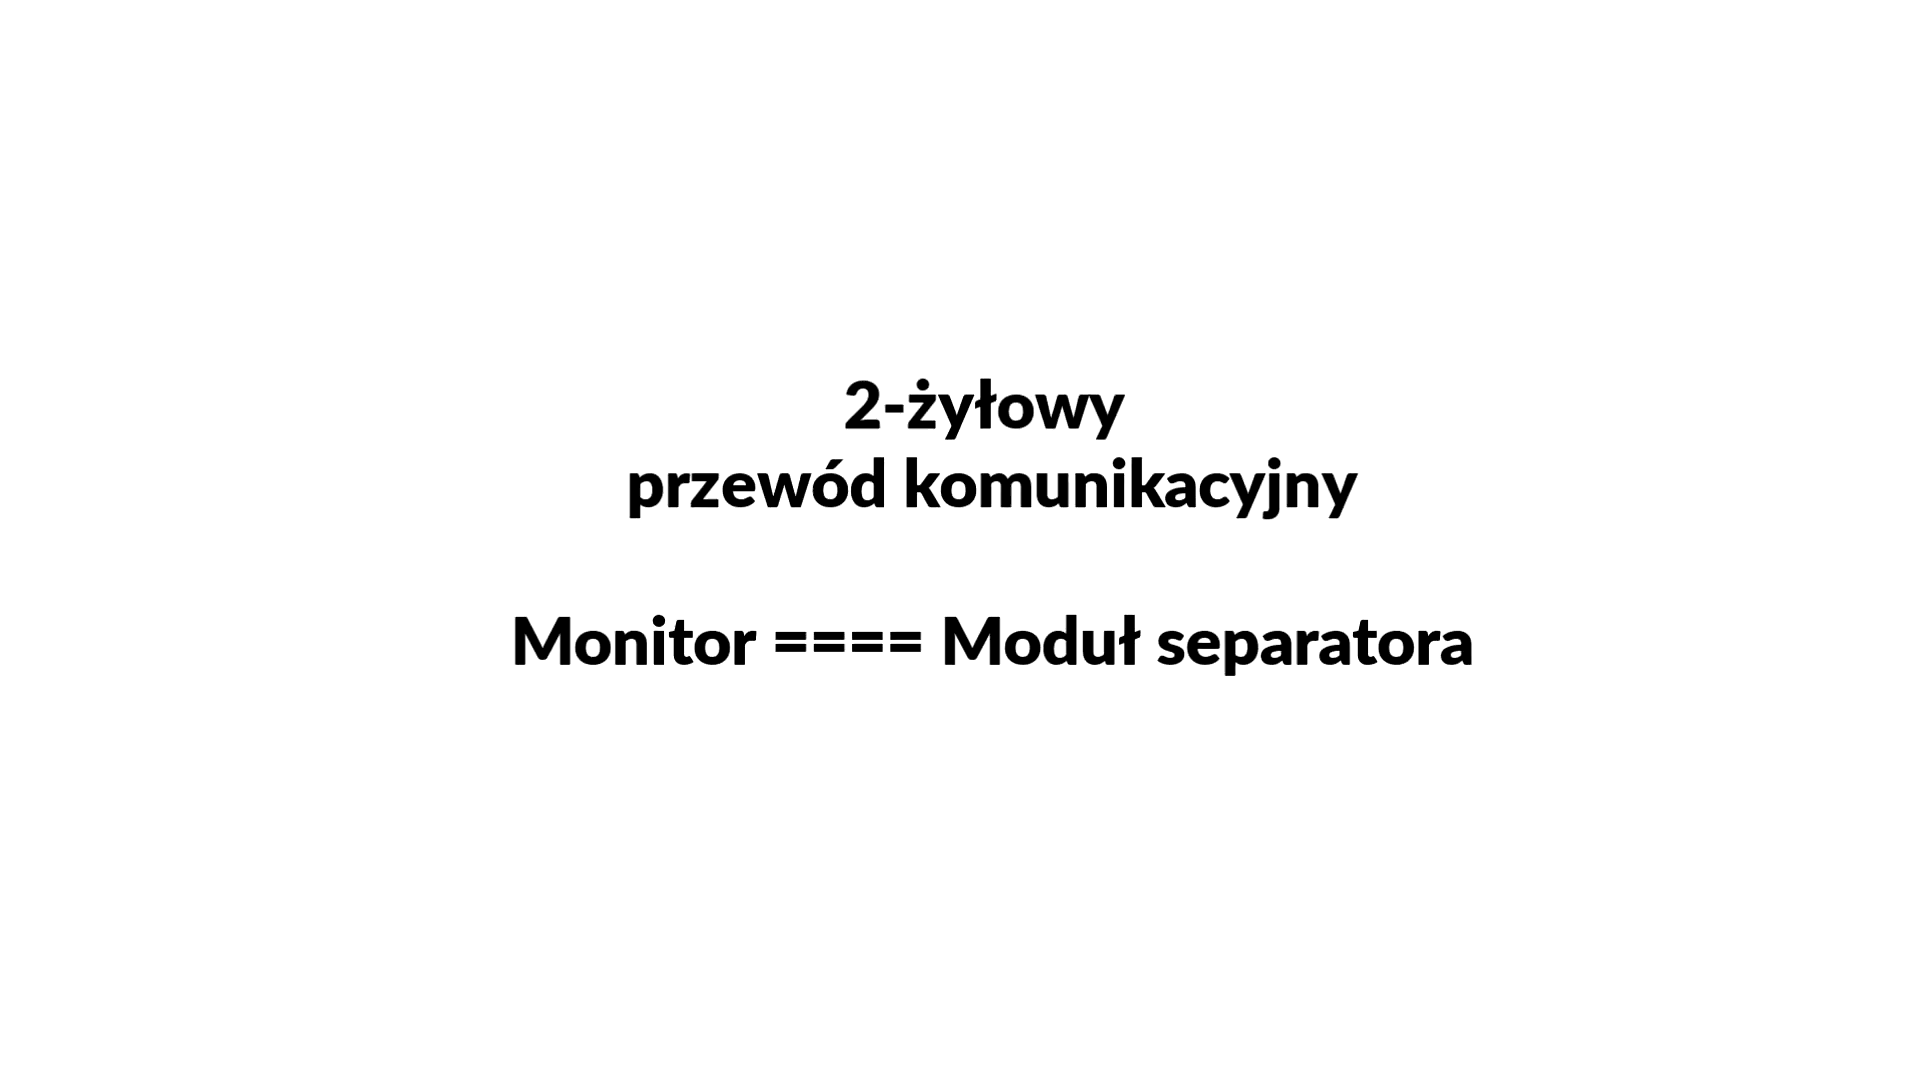 2-żyłowy
przewód komunikacyjny
Monitor ==== Moduł separatora